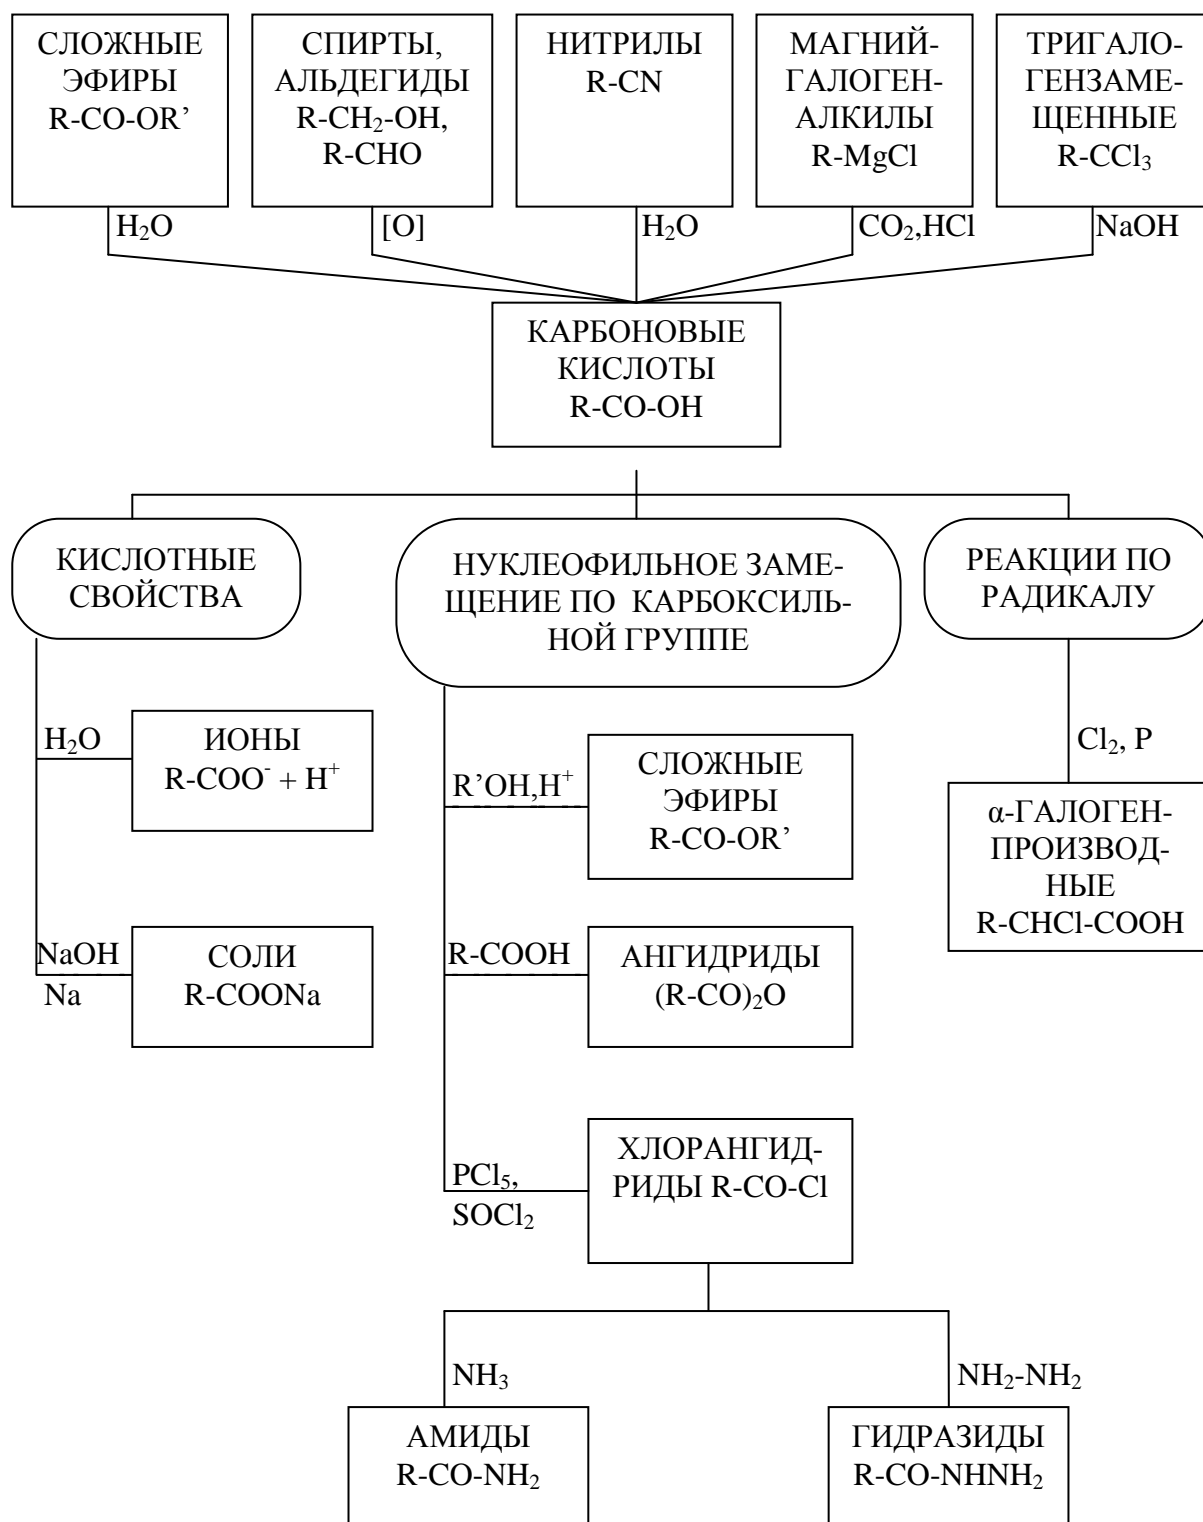 СЛОЖНЫЕ
ЭФИРЫ
R-CO-OR’
СПИРТЫ,
АЛЬДЕГИДЫ
R-CH₂-OH,
R-CHO
НИТРИЛЫ
R-CN
МАГНИЙ-
ГАЛОГЕН-
АЛКИЛЫ
R-MgCl
ТРИГАЛО-
ГЕНЗАМЕ-
ЩЕННЫЕ
R-CCl₃
H₂O
[O]
H₂O
CO₂,HCl
NaOH
КАРБОНОВЫЕ
КИСЛОТЫ
R-CO-OH
КИСЛОТНЫЕ
СВОЙСТВА
НУКЛЕОФИЛЬНОЕ ЗАМЕ-
ЩЕНИЕ ПО КАРБОКСИЛЬ-
НОЙ ГРУППЕ
РЕАКЦИИ ПО
РАДИКАЛУ
H₂O
ИОНЫ
R-COO⁻ + H⁺
NaOH
Na
СОЛИ
R-COONa
R’OH,H⁺
СЛОЖНЫЕ
ЭФИРЫ
R-CO-OR’
R-COOH
АНГИДРИДЫ
(R-CO)₂O
PCl₅,
SOCl₂
ХЛОРАНГИД-
РИДЫ R-CO-Cl
Cl₂, P
α-ГАЛОГЕН-
ПРОИЗВОД-
НЫЕ
R-CHCl-COOH
NH₃
АМИДЫ
R-CO-NH₂
NH₂-NH₂
ГИДРАЗИДЫ
R-CO-NHNH₂